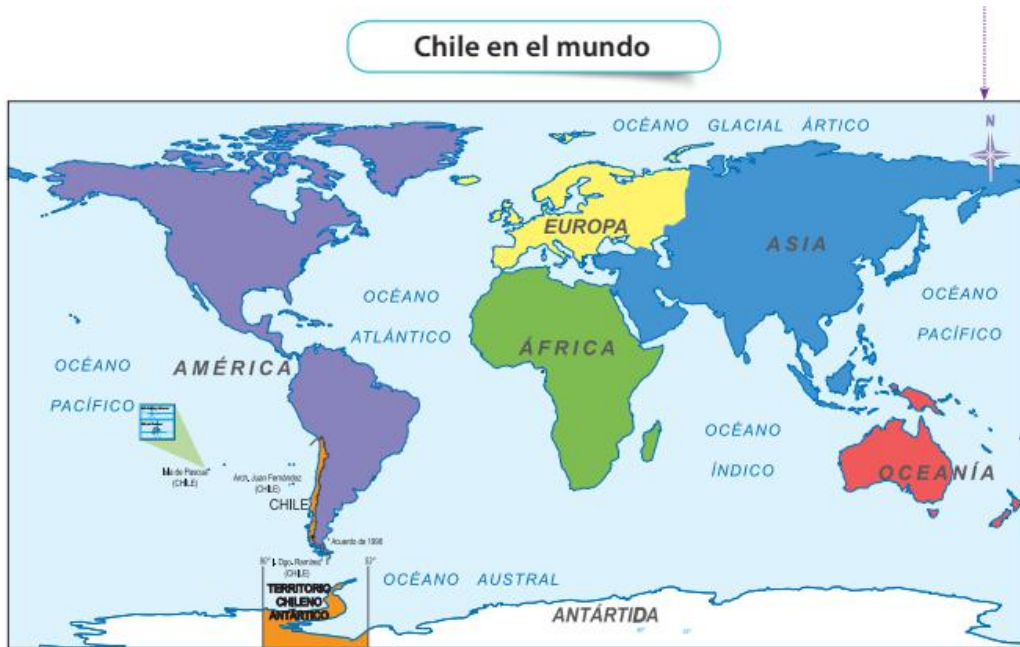 Chile en el mundo
OCÉANO GLACIAL ÁRTICO
N
EUROPA
ASIA
OCÉANO
ATLÁNTICO
OCÉANO
PACÍFICO
ÁFRICA
AMÉRICA
OCÉANO
PACÍFICO
OCÉANO
ÍNDICO
OCEANÍA
Isla de Pascua
(CHILE)
Arch. Juan Fernández
(CHILE)
CHILE
Acuerdo de 1998
90°
53°
I. Dgo. Ramírez
(CHILE)
TERRITORIO
CHILENO
ANTÁRTICO
OCÉANO AUSTRAL
ANTÁRTIDA